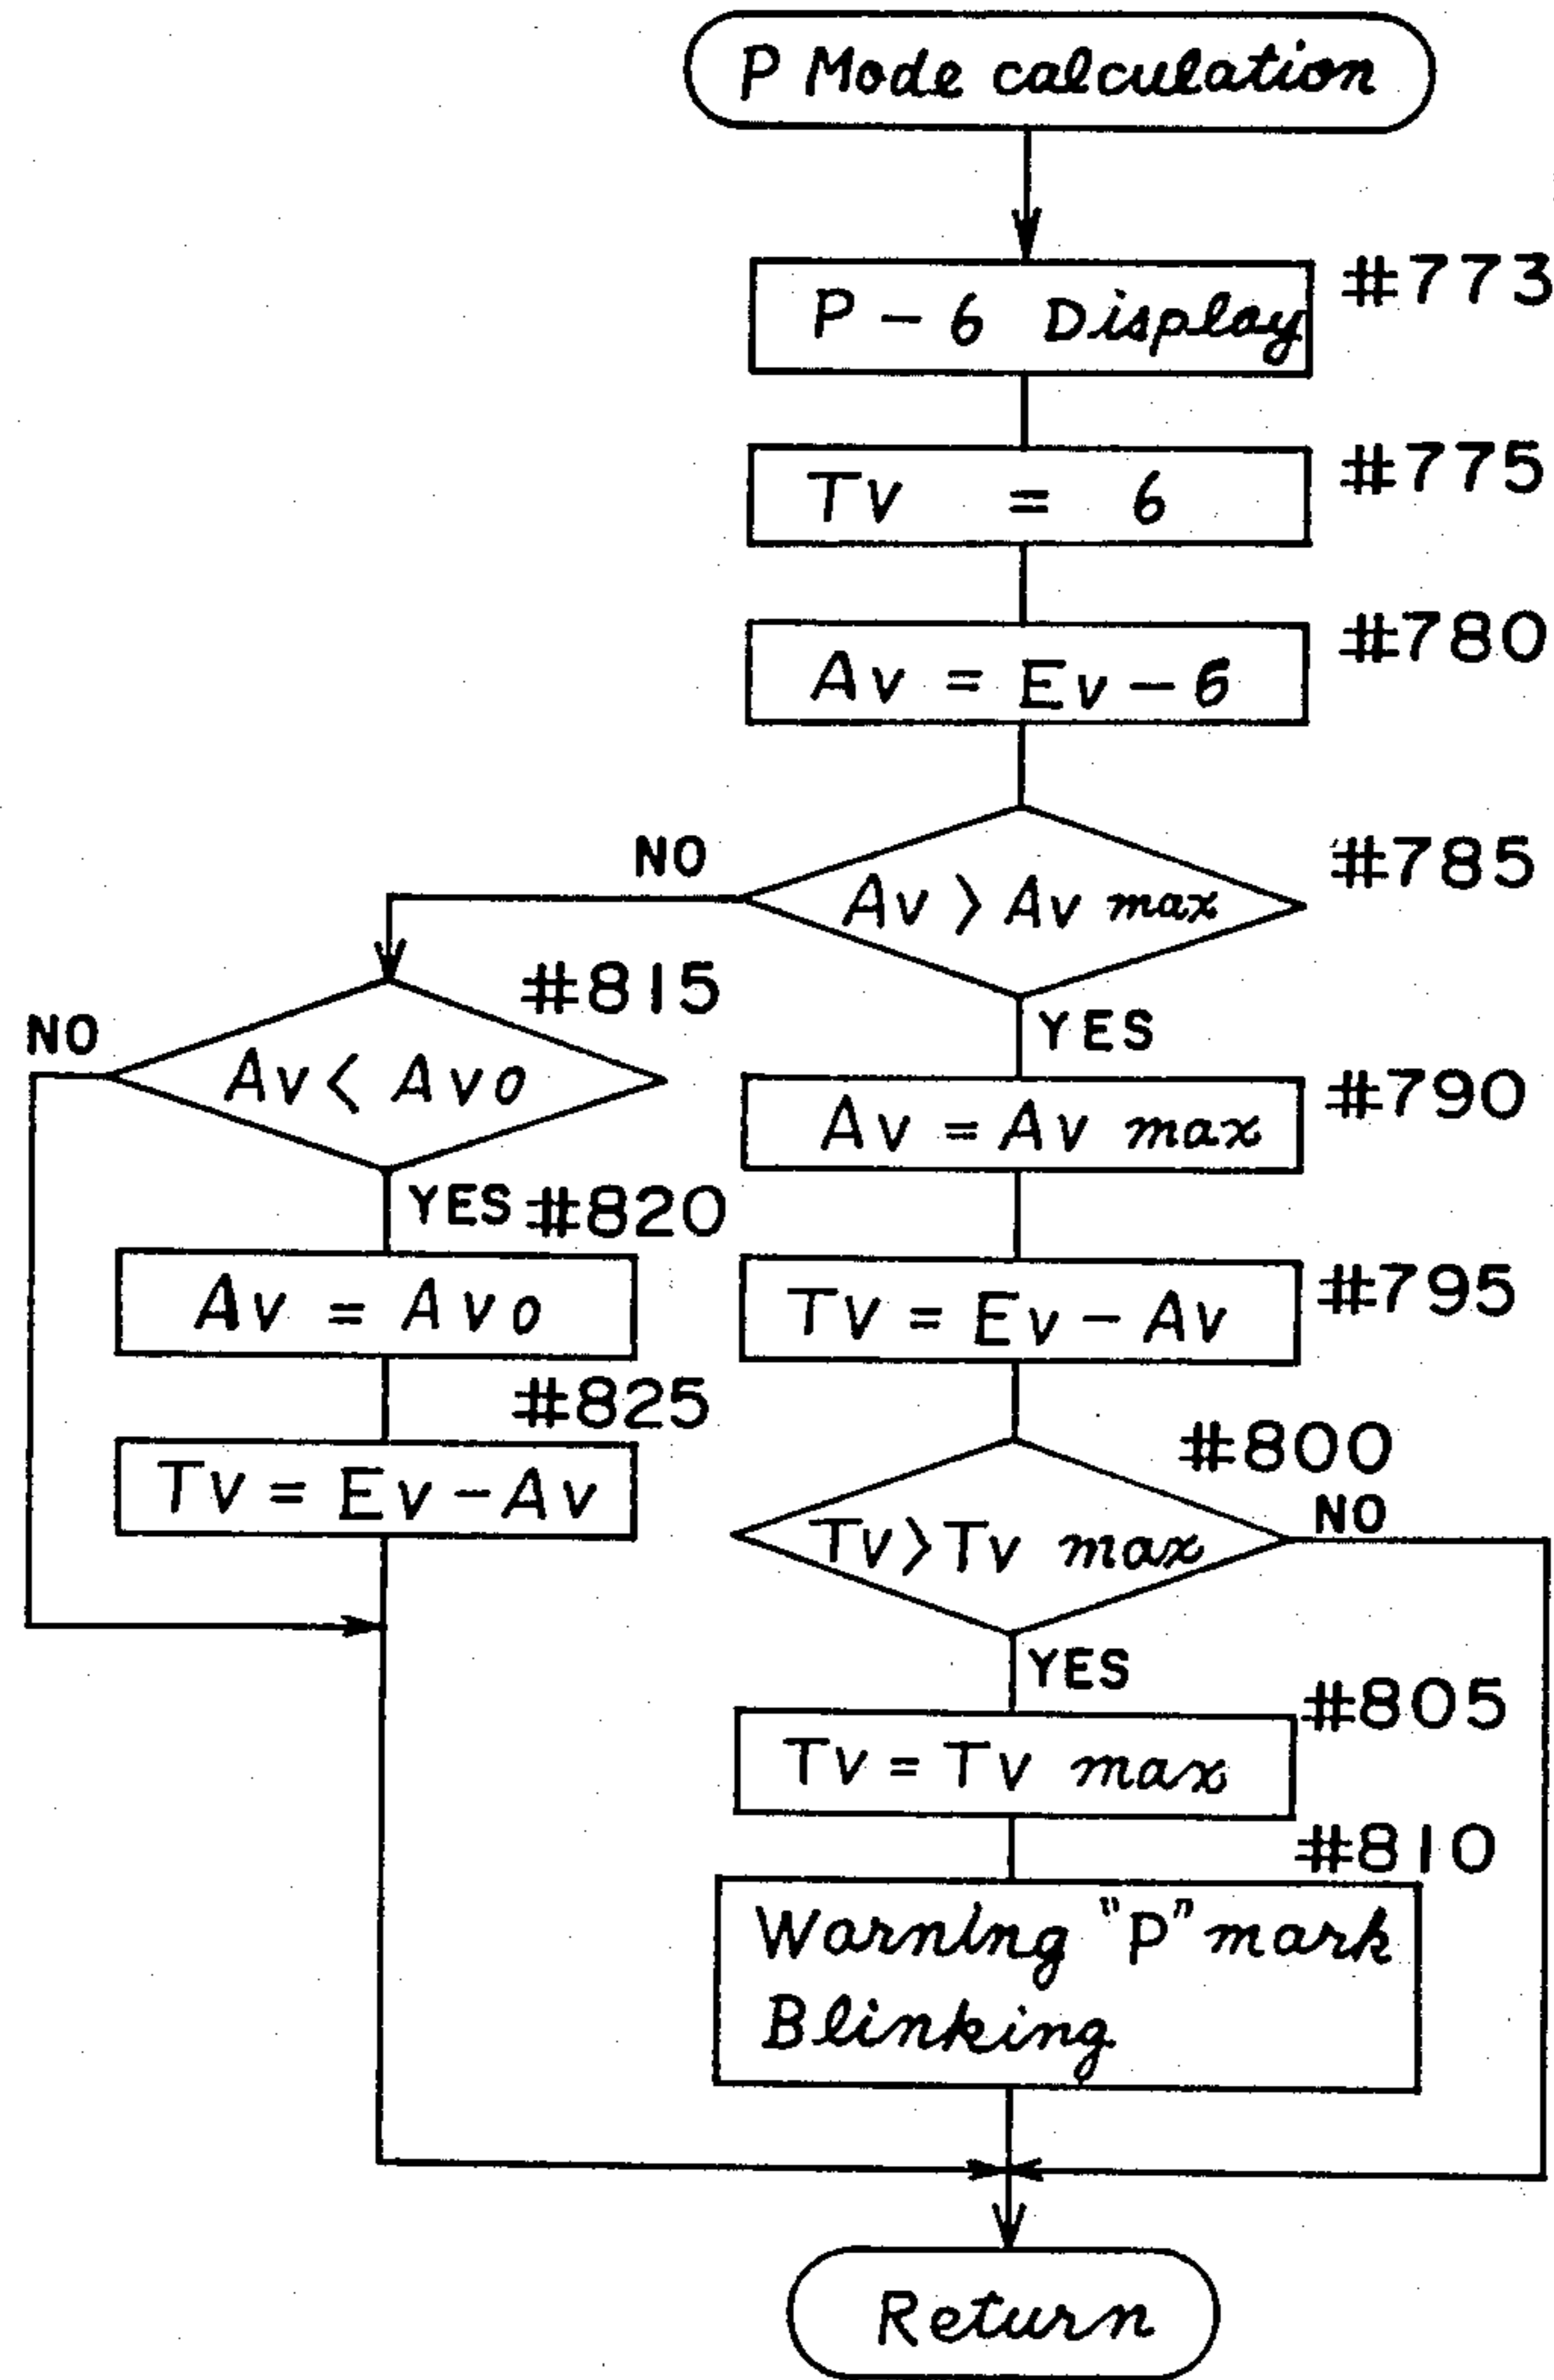 P Mode calculation
P - 6 Display
#773
Tv = 6
#775
Av = Ev - 6
#780
Av > Av max
#785
NO
YES
#815
Av < Avo
NO
YES
#820
Av = Avo
#825
Tv = Ev - Av
Av = Av max
#790
Tv = Ev - Av
#795
#800
Tv > Tv max
NO
YES
#805
Tv = Tv max
#810
Warning "P" mark
Blinking
Return